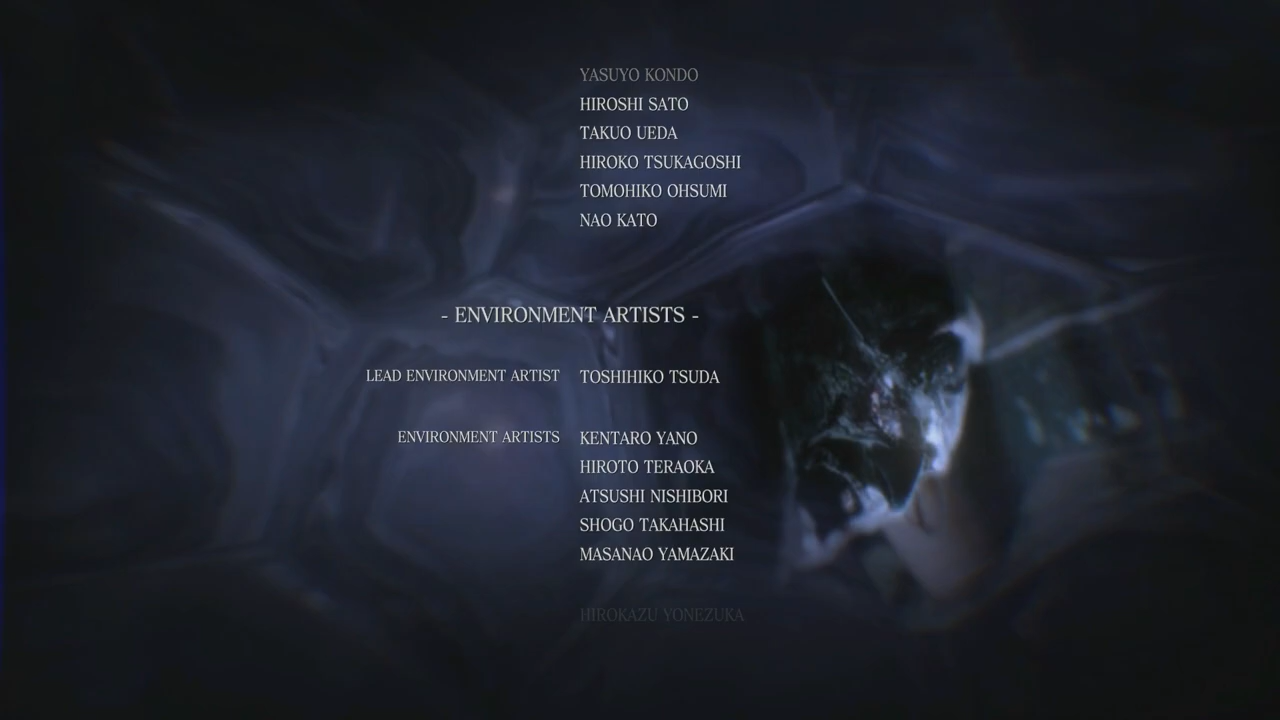 YASUYO KONDO
HIROSHI SATO
TAKUO UEDA
HIROKO TSUKAGOSHI
TOMOHIKO OHSUMI
NAO KATO
- ENVIRONMENT ARTISTS -
LEAD ENVIRONMENT ARTIST TOSHIHIKO TSUDA
ENVIRONMENT ARTISTS KENTARO YANO
HIROTO TERAOKA
ATSUSHI NISHIBORI
SHOGO TAKAHASHI
MASANAO YAMAZAKI
HIROKAZU YONEZUKA